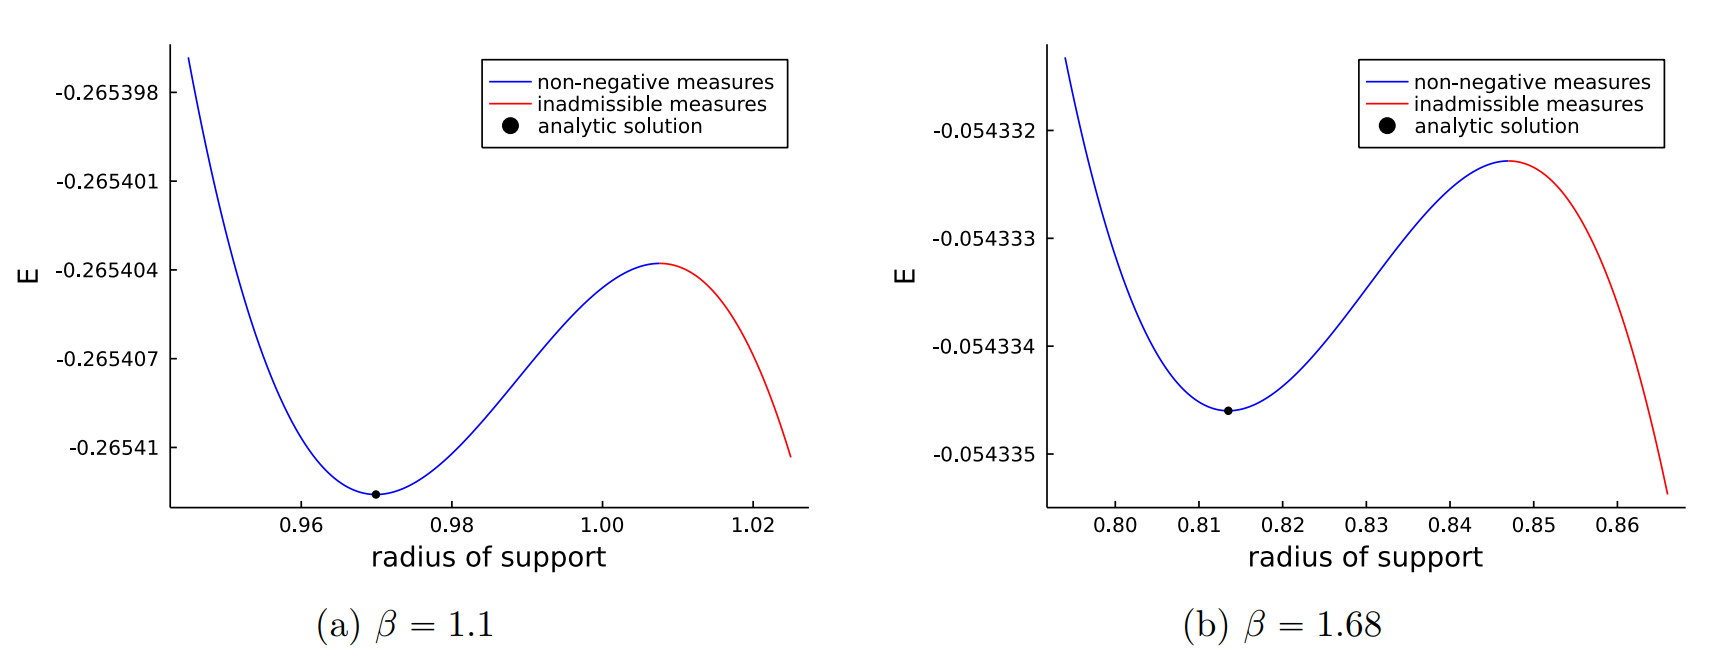 non-negative measures
inadmissible measures
analytic solution
-0.265398
-0.265401
-0.265404
-0.265407
-0.26541
E
0.96 0.98 1.00 1.02
radius of support
(a) β = 1.1
non-negative measures
inadmissible measures
analytic solution
-0.054332
-0.054333
-0.054334
-0.054335
E
0.80 0.81 0.82 0.83 0.84 0.85 0.86
radius of support
(b) β = 1.68